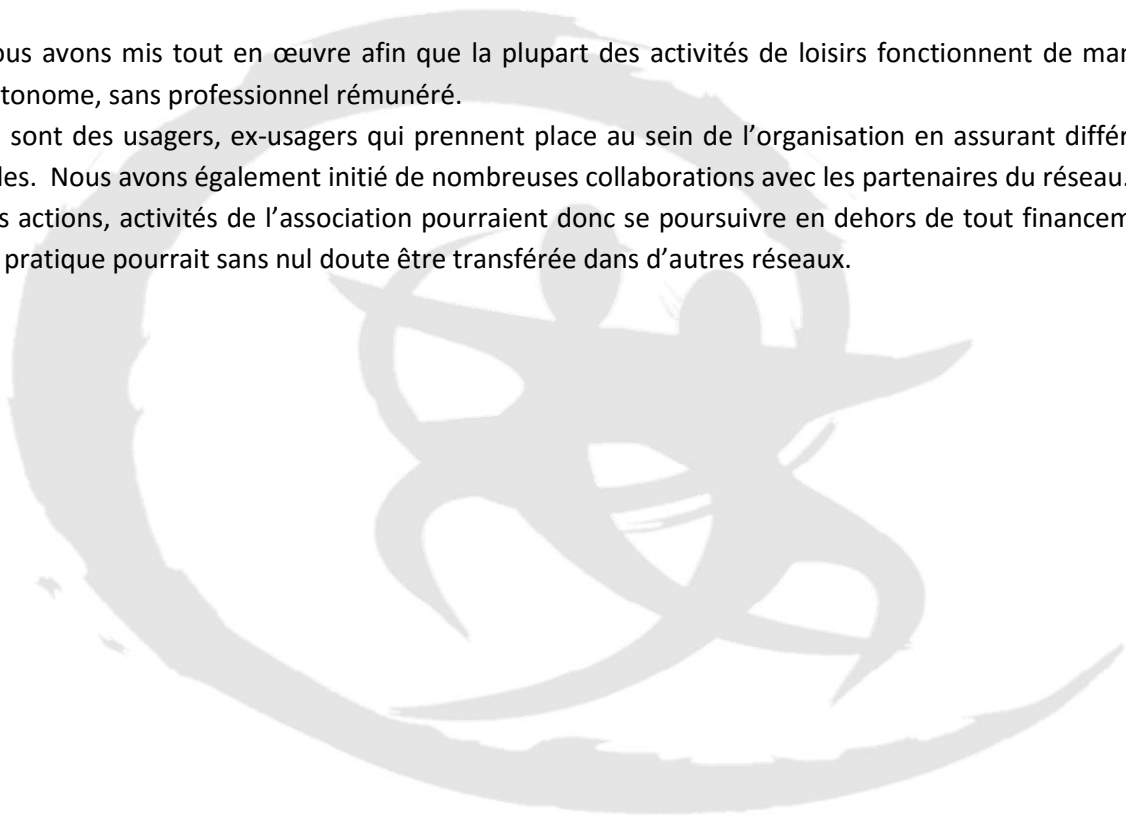 ous avons mis tout en œuvre afin que la plupart des activités de loisirs fonctionnent de mar
tonome, sans professionnel rémunéré.
sont des usagers, ex-usagers qui prennent place au sein de l’organisation en assurant différ
les. Nous avons également initié de nombreuses collaborations avec les partenaires du réseau.
s actions, activités de l’association pourraient donc se poursuivre en dehors de tout financem
pratique pourrait sans nul doute être transférée dans d’autres réseaux.